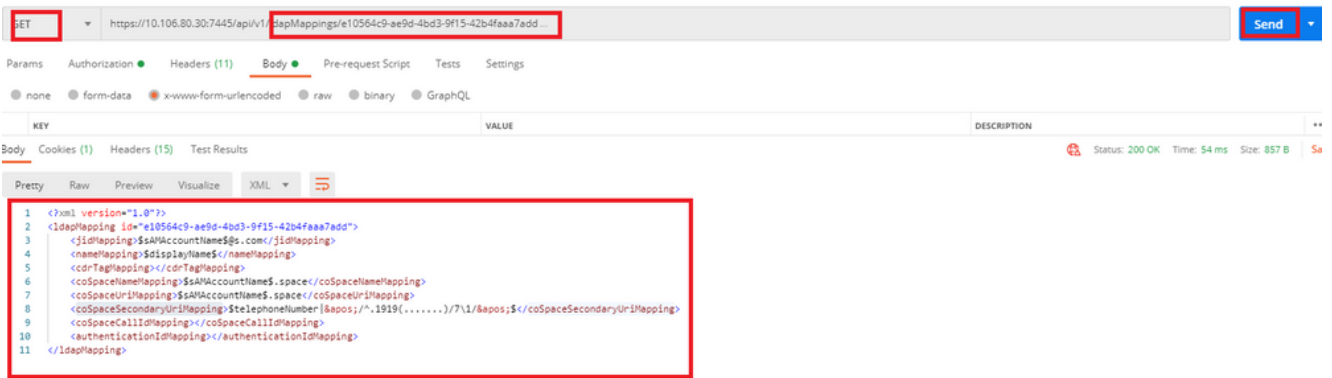 GET https://10.106.80.30:7445/api/v1/ldapMappings/e10564c9-ae9d-4bd3-9f15-42b4faaa7add ... Send
Params Authorization Headers (11) Body Pre-request Script Tests Settings
none form-data x-www-form-urlencoded raw binary GraphQL
KEY VALUE DESCRIPTION
Body Cookies (1) Headers (15) Test Results Status: 200 OK Time: 54 ms Size: 857 B Sa
Pretty Raw Preview Visualize XML
1 <?xml version="1.0"?>
2 <ldapMapping id="e10564c9-ae9d-4bd3-9f15-42b4faaa7add">
3 <jidMapping>$sAMAccountName$@s.com</jidMapping>
4 <nameMapping>$displayName$</nameMapping>
5 <cdrTagMapping></cdrTagMapping>
6 <coSpaceNameMapping>$sAMAccountName$.space</coSpaceNameMapping>
7 <coSpaceUriMapping>$sAMAccountName$.space</coSpaceUriMapping>
8 <coSpaceSecondaryUriMapping>$telephoneNumber|&apos;/^.1919(.......)/7\1/&apos;$</coSpaceSecondaryUriMapping>
9 <coSpaceCallIdMapping></coSpaceCallIdMapping>
10 <authenticationIdMapping></authenticationIdMapping>
11 </ldapMapping>